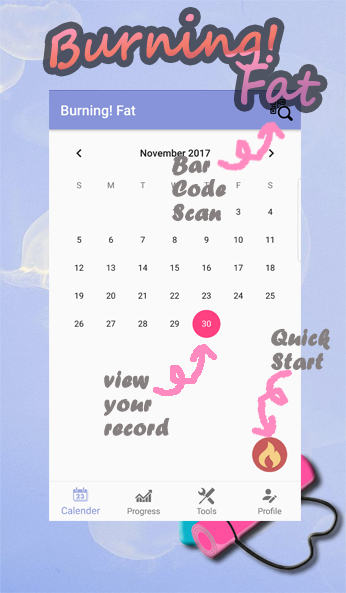 Burning!
Fat
Burning! Fat
November 2017
Bar
Code
Scan
S M T F S
3 4
5 6 7 8 9 10 11
12 13 14 15 16 17 18
19 20 21 22 23 24 25
26 27 28 29 30
Quick
Start
view
your
record
23
Calender Progress Tools Profile